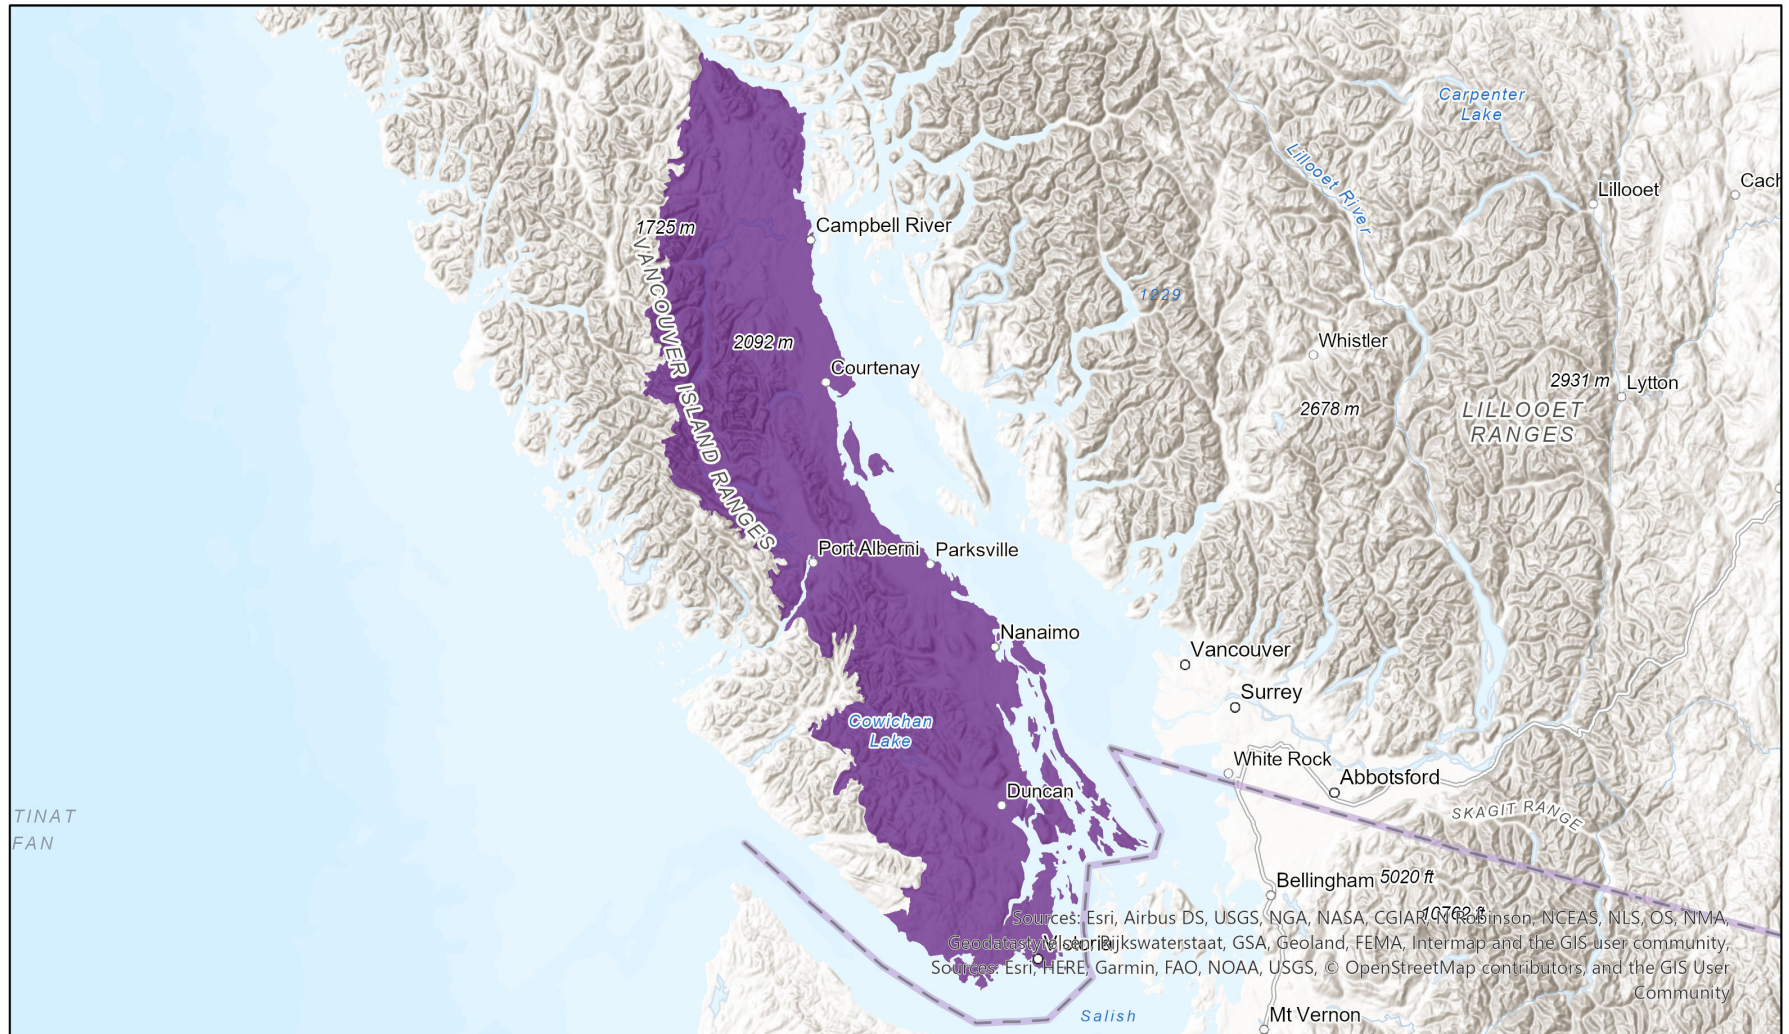 Carpenter
Lake
Lillooet River
Lillooet
Cach
1725 m
Campbell River
VANCOUVER ISLAND RANGES
1229
2092 m
Whistler
Courtenay
2931 m
Lytton
2678 m
LILLOOET
RANGES
Port Alberni
Parksville
Nanaimo
Vancouver
Surrey
Cowichan
Lake
White Rock
Abbotsford
Duncan
TINAT
FAN
SKAGIT RANGE
Bellingham
5020 ft
10762 ft
Victoria
Sources: Esri, Airbus DS, USGS, NGA, NASA, CGIAR, N Robinson, NCEAS, NLS, OS, NMA,
Geodatastyrelsen, Rijkswaterstaat, GSA, Geoland, FEMA, Intermap and the GIS user community,
Sources: Esri, HERE, Garmin, FAO, NOAA, USGS, © OpenStreetMap contributors, and the GIS User
Community
Salish
Mt Vernon